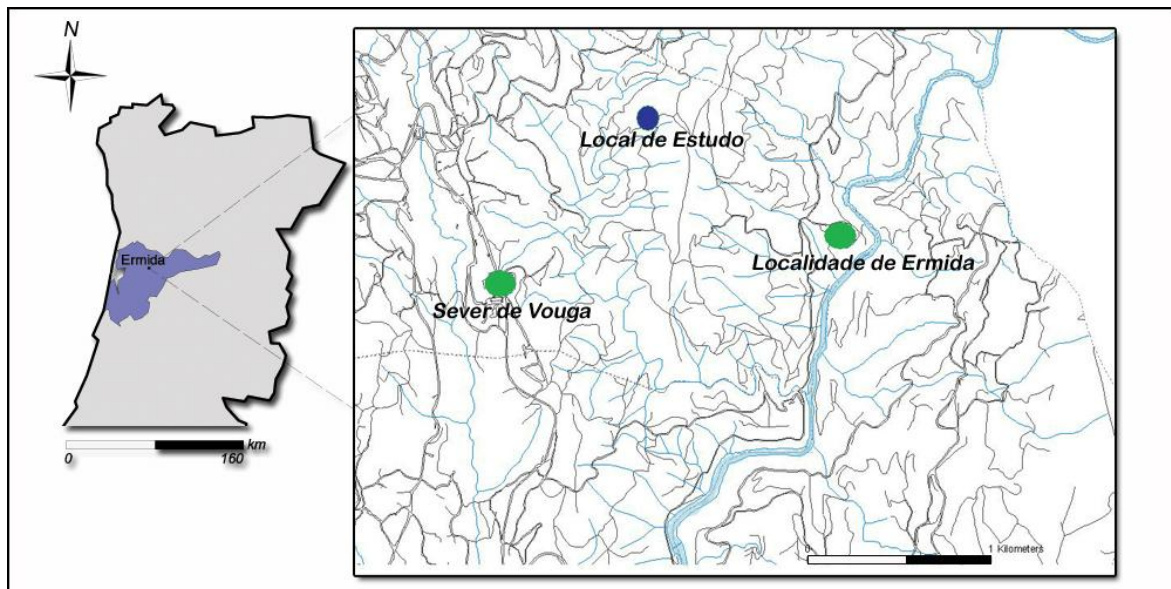 N
Ermida
km
0 160
Local de Estudo
Localidade de Ermida
Sever de Vouga
0 1 Kilometers